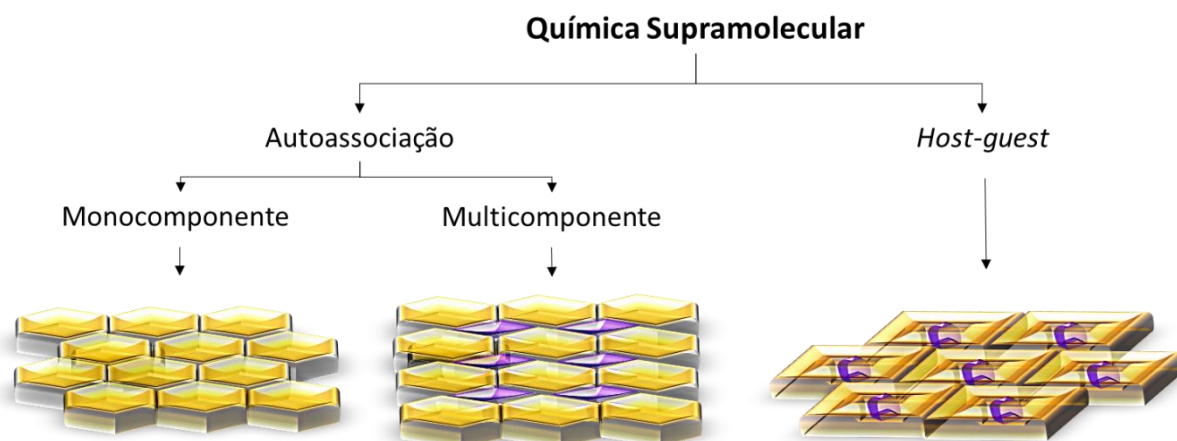 Química Supramolecular
Autoassociação
Host-guest
Monocomponente
Multicomponente